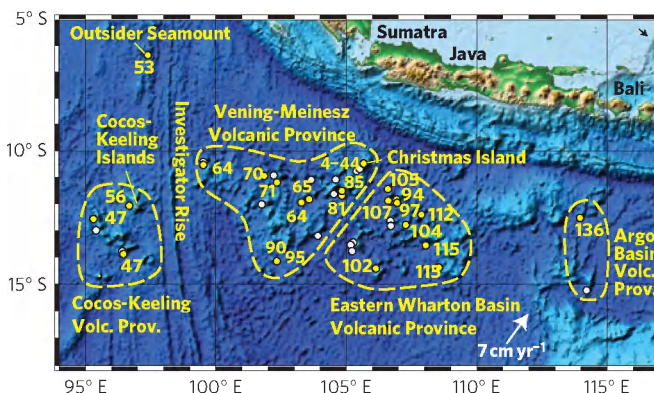 5° S
Sumatra
Java
Bali
Outsider Seamount
53
Investigator Rise
Vening-Meinesz
Volcanic Province
Cocos-
Keeling
Islands
10° S
4–44
Christmas Island
64
70
71
65
64
85
81
105
94
107
97
112
104
115
115
102
90
95
56
47
47
136
Argo
Basin
Volc.
Prov.
15° S
Cocos-Keeling
Volc. Prov.
Eastern Wharton Basin
Volcanic Province
7 cm yr⁻¹
95° E
100° E
105° E
110° E
115° E